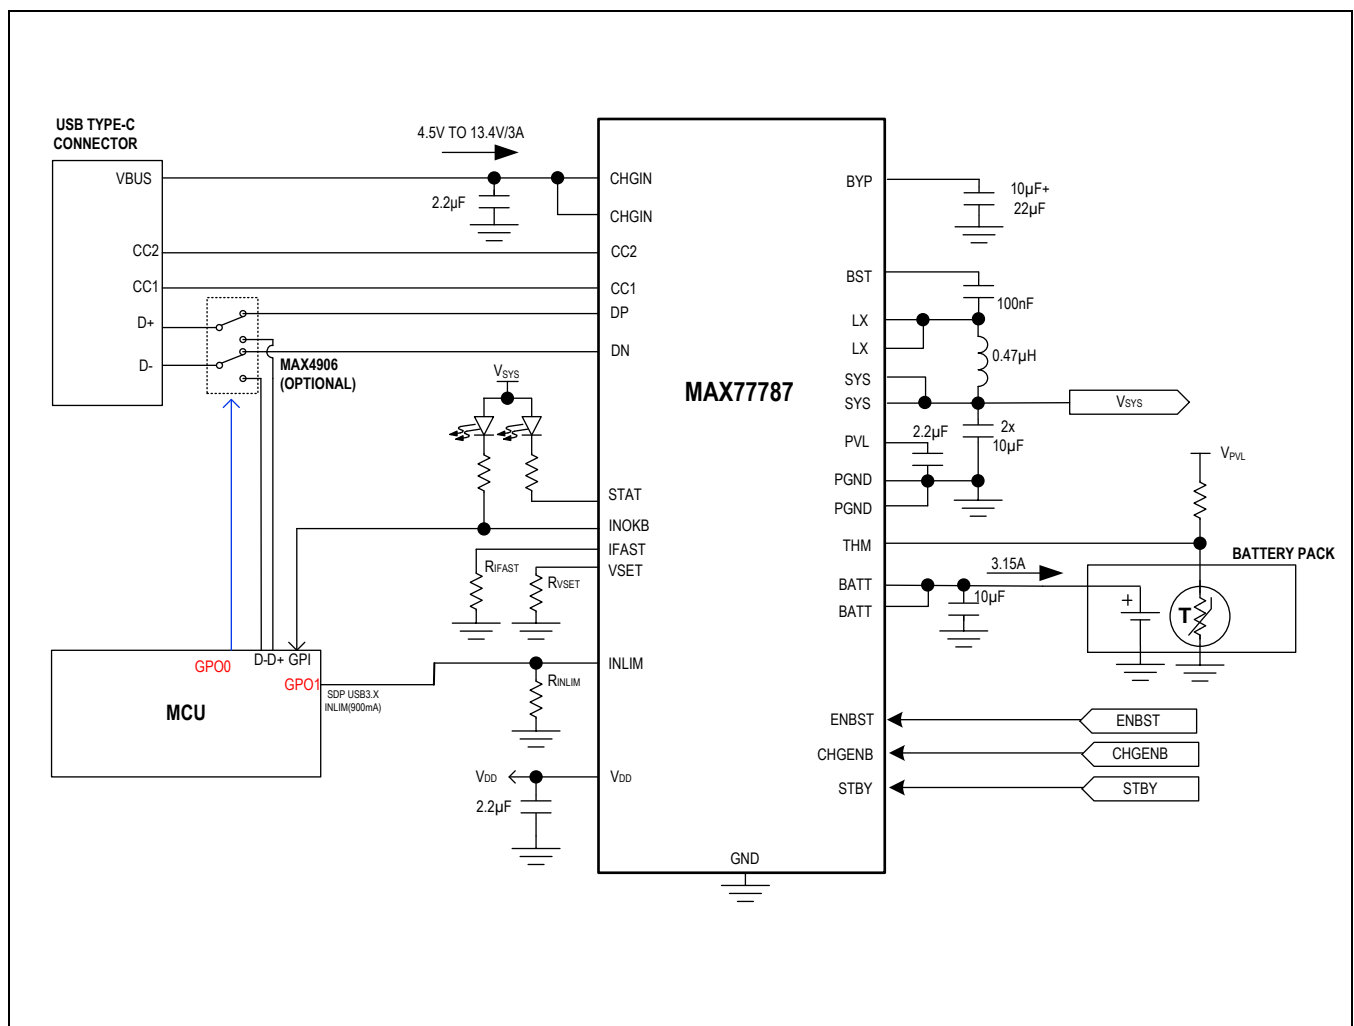 USB TYPE-C
CONNECTOR
VBUS
CC2
CC1
D+
D-
4.5V TO 13.4V/3A
2.2µF
MAX4906
(OPTIONAL)
VSYS
CHGIN
CHGIN
CC2
CC1
DP
DN
STAT
INOKB
IFAST
VSET
INLIM
VDD
RIFAST
RVSET
RINLIM
VDD
2.2µF
GPO0
D-D+ GPI
GPO1
SDP USB3.X
INLIM(900mA)
MCU
MAX77787
GND
BYP
BST
LX
LX
SYS
SYS
PVL
PGND
PGND
THM
BATT
BATT
ENBST
CHGENB
STBY
10µF+
22µF
100nF
0.47µH
VSYS
2.2µF
2x
10µF
VPVL
3.15A
10µF
BATTERY PACK
+
T
ENBST
CHGENB
STBY